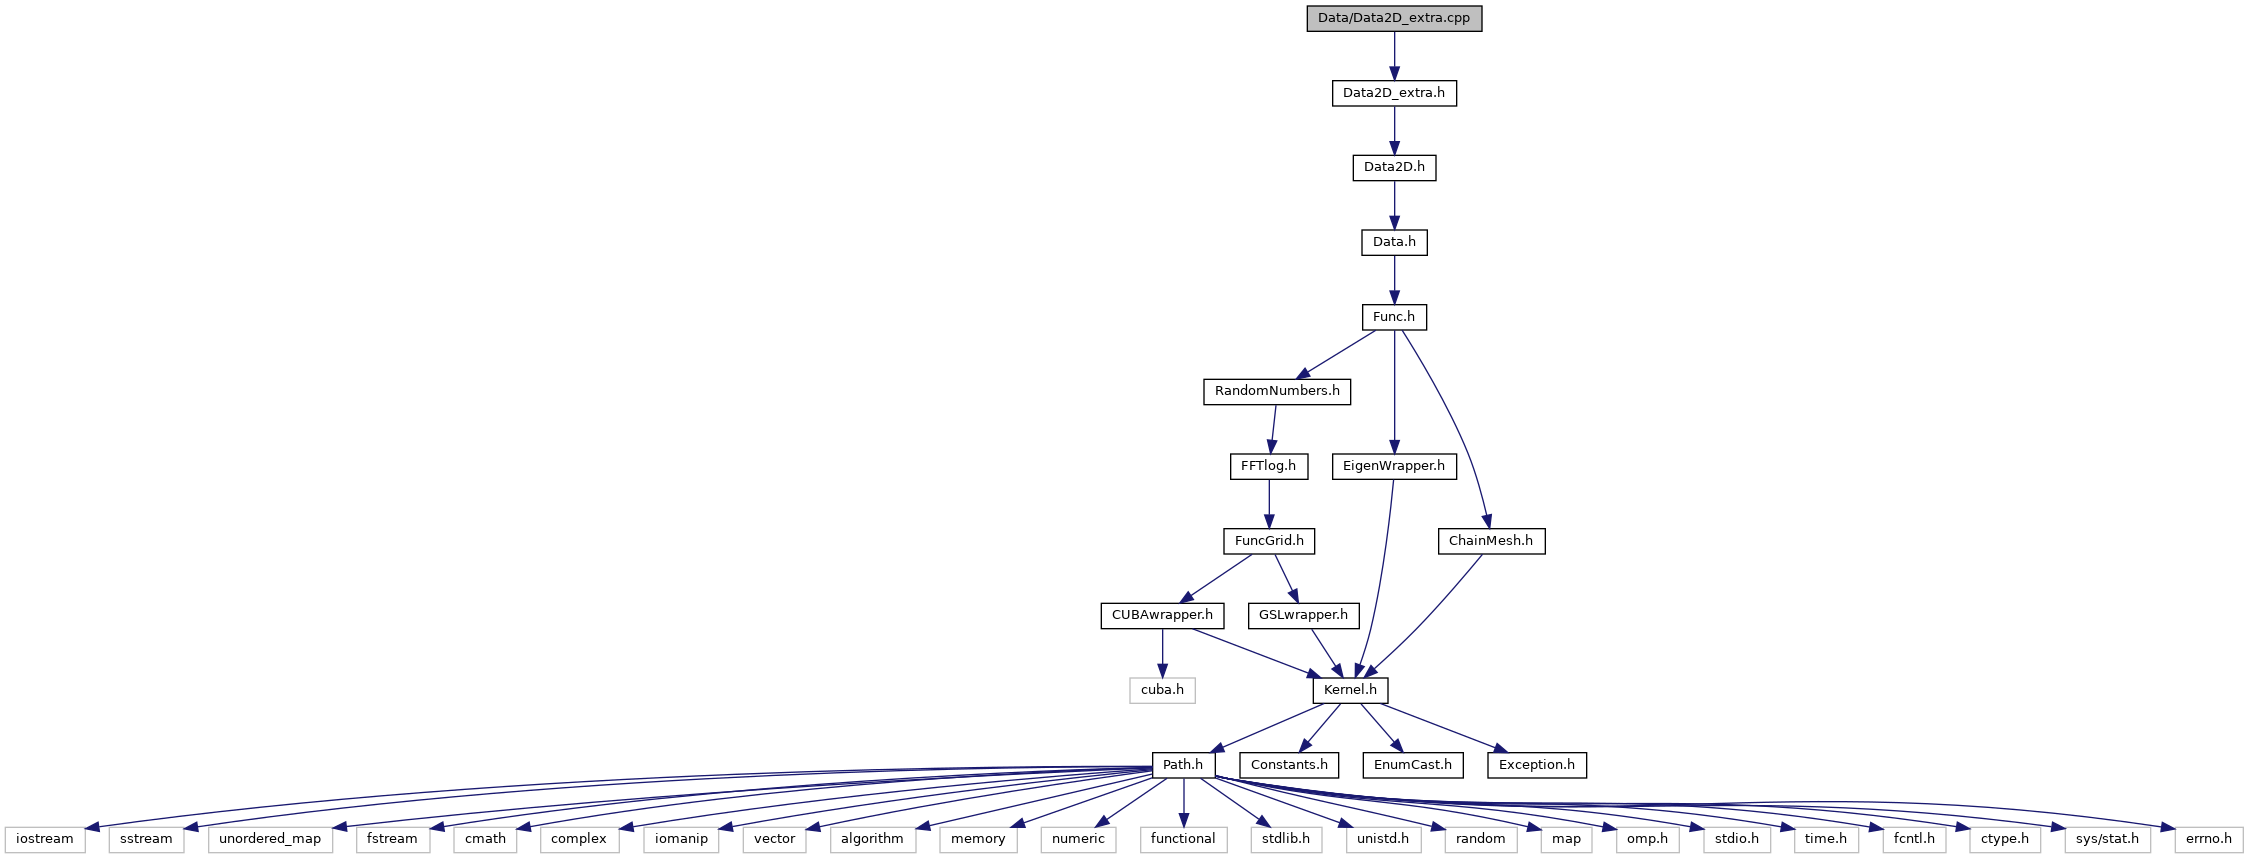 Data/Data2D_extra.cpp
Data2D_extra.h
Data2D.h
Data.h
Func.h
RandomNumbers.h
FFTlog.h
EigenWrapper.h
FuncGrid.h
ChainMesh.h
CUBAwrapper.h
GSLwrapper.h
cuba.h
Kernel.h
Path.h
Constants.h
EnumCast.h
Exception.h
iostream
sstream
unordered_map
fstream
cmath
complex
iomanip
vector
algorithm
memory
numeric
functional
stdlib.h
unistd.h
random
map
omp.h
stdio.h
time.h
fcntl.h
ctype.h
sys/stat.h
errno.h